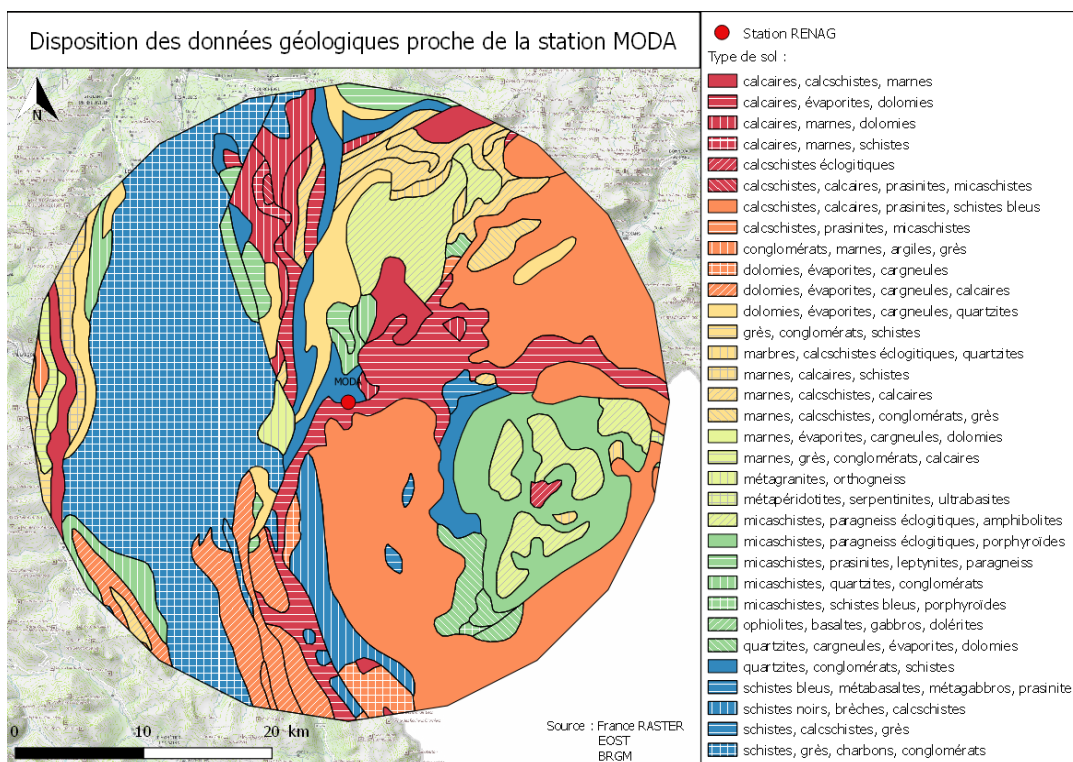 Disposition des données géologiques proche de la station MODA
N
MODA
0 10 20 km
Source : France RASTER
EOST
BRGM
Station RENAG
Type de sol :
calcaires, calcschistes, marnes
calcaires, évaporites, dolomies
calcaires, marnes, dolomies
calcaires, marnes, schistes
calcschistes éclogitiques
calcschistes, calcaires, prasinites, micaschistes
calcschistes, calcaires, prasinites, schistes bleus
calcschistes, prasinites, micaschistes
conglomérats, marnes, argiles, grès
dolomies, évaporites, cargneules
dolomies, évaporites, cargneules, calcaires
dolomies, évaporites, cargneules, quartzites
grès, conglomérats, schistes
marbres, calcschistes éclogitiques, quartzites
marnes, calcaires, schistes
marnes, calcschistes, calcaires
marnes, calcschistes, conglomérats, grès
marnes, évaporites, cargneules, dolomies
marnes, grès, conglomérats, calcaires
métagranites, orthogneiss
métapéridotites, serpentinites, ultrabasites
micaschistes, paragneiss éclogitiques, amphibolites
micaschistes, paragneiss éclogitiques, porphyroïdes
micaschistes, prasinites, leptynites, paragneiss
micaschistes, quartzites, conglomérats
micaschistes, schistes bleus, porphyroïdes
ophiolites, basaltes, gabbros, dolérites
quartzites, cargneules, évaporites, dolomies
quartzites, conglomérats, schistes
schistes bleus, métabasaltes, métagabbros, prasinite
schistes noirs, brèches, calcschistes
schistes, calcschistes, grès
schistes, grès, charbons, conglomérats